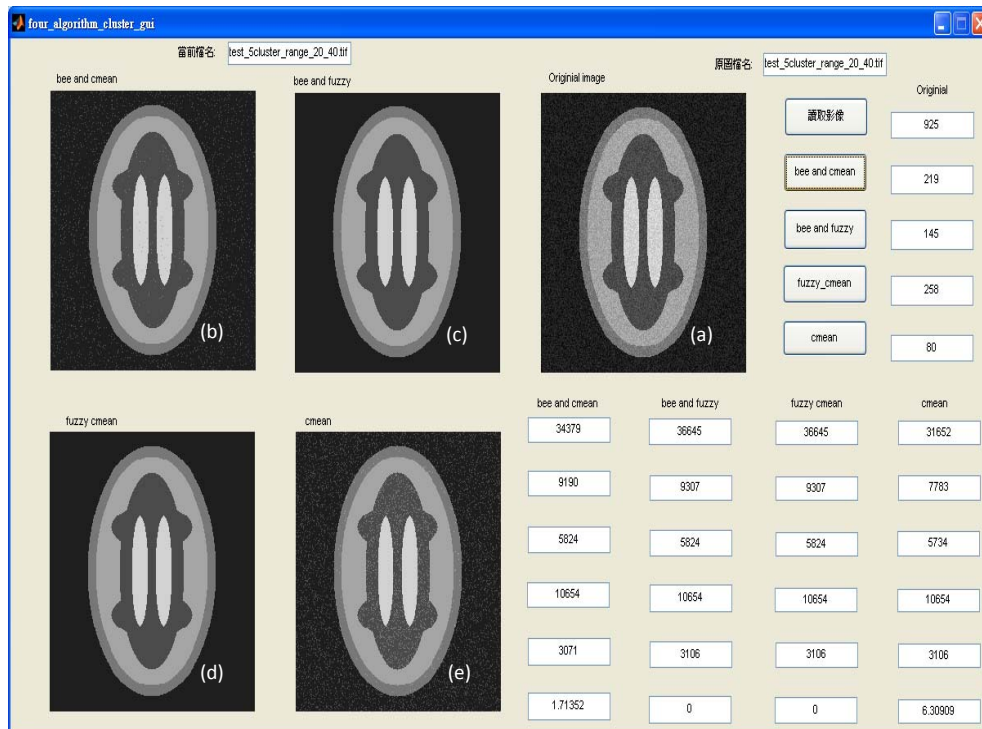 four_algorithm_cluster_gui
當前檔名: test_5cluster_range_20_40.tif
原圖檔名: test_5cluster_range_20_40.tif
bee and cmean
bee and fuzzy
Originial image
Originial
讀取影像
925
bee and cmean
219
bee and fuzzy
145
fuzzy_cmean
258
cmean
80
(b)
(c)
(a)
fuzzy cmean
cmean
(d)
(e)
bee and cmean bee and fuzzy fuzzy cmean cmean
34379 36645 36645 31652
9190 9307 9307 7783
5824 5824 5824 5734
10654 10654 10654 10654
3071 3106 3106 3106
1.71352 0 0 6.30909